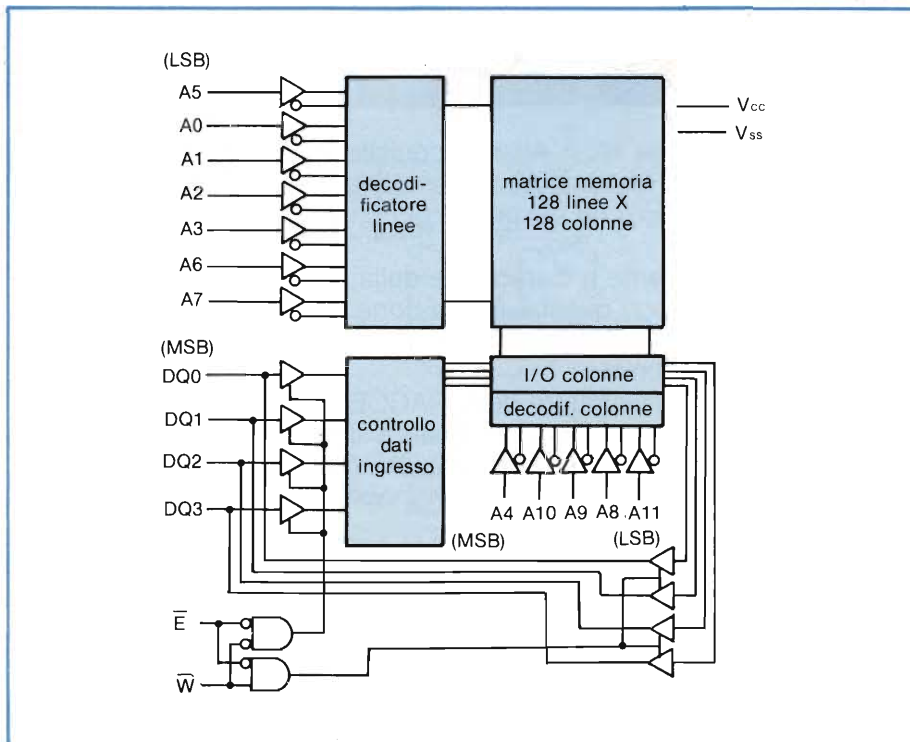 (LSB)
A5
A0
A1
A2
A3
A6
A7
(MSB)
decodi-
ficatore
linee
matrice memoria
128 linee X
128 colonne
Vcc
Vss
DQ0
DQ1
DQ2
DQ3
controllo
dati
ingresso
I/O colonne
decodif. colonne
A4 A10 A9 A8 A11
(MSB) (LSB)
E
W